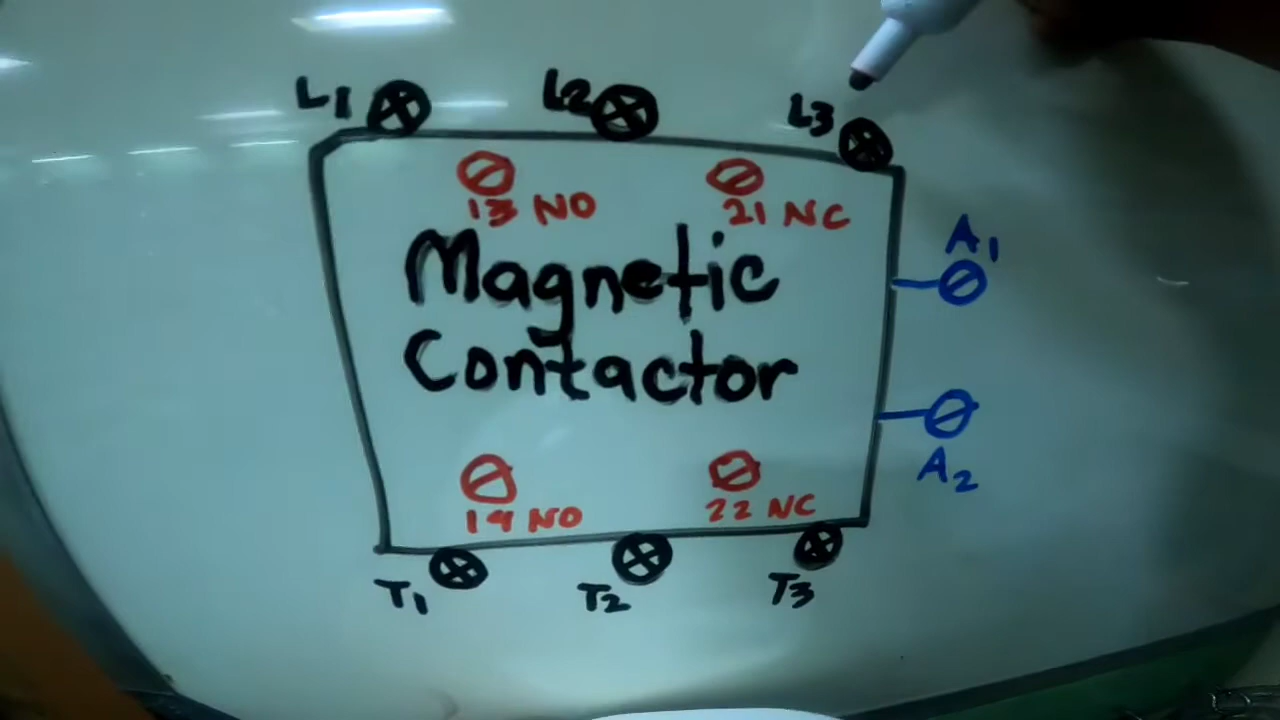 L1 L2 L3
13 NO 21 NC
A1
Magnetic
Contactor
A2
14 NO 22 NC
T1 T2 T3